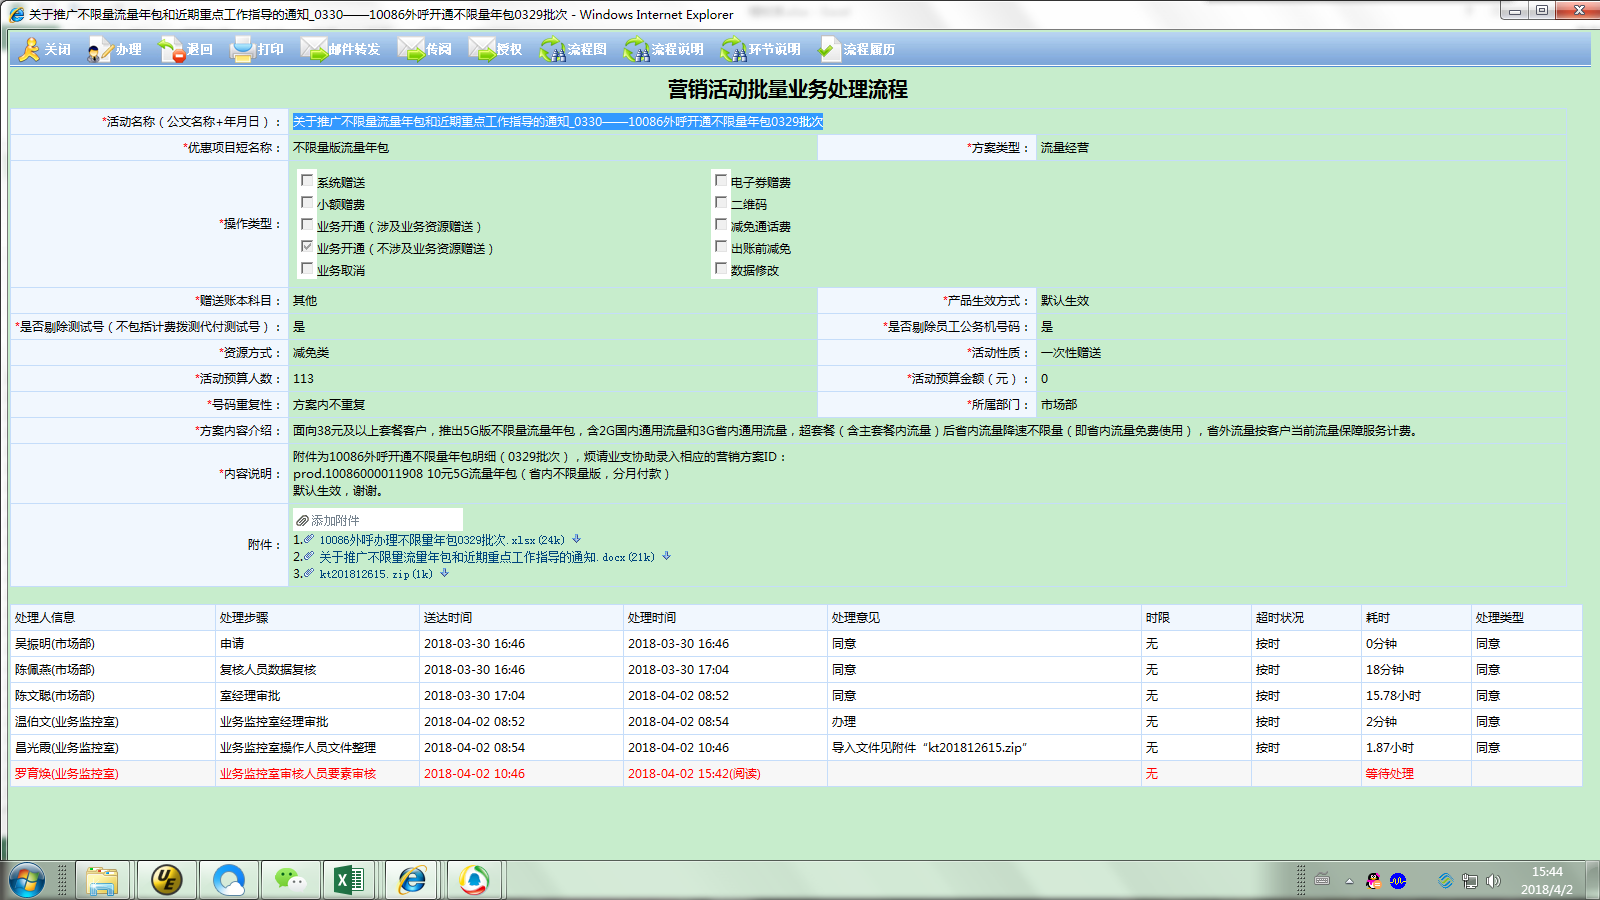 关于推广不限量流量年包和近期重点工作指导的通知_0330——10086外呼开通不限量年包0329批次 - Windows Internet Explorer
关闭 办理 退回 打印 邮件转发 传阅 授权 流程图 流程说明 环节说明 流程履历
营销活动批量业务处理流程
*活动名称（公文名称+年月日）： 关于推广不限量流量年包和近期重点工作指导的通知_0330——10086外呼开通不限量年包0329批次
*优惠项目短名称： 不限量版流量年包 *方案类型： 流量经营
*操作类型：
系统赠送 电子券赠费
小额赠费 二维码
业务开通（涉及业务资源赠送） 减免通话费
业务开通（不涉及业务资源赠送） 出账前减免
业务取消 数据修改
*赠送账本科目： 其他 *产品生效方式： 默认生效
*是否剔除测试号（不包括计费拨测代付测试号）： 是 *是否剔除员工公务机号码： 是
*资源方式： 减免类 *活动性质： 一次性赠送
*活动预算人数： 113 *活动预算金额（元）： 0
*号码重复性： 方案内不重复 *所属部门： 市场部
*方案内容介绍： 面向38元及以上套餐客户，推出5G版不限量流量年包，含2G国内通用流量和3G省内通用流量，超套餐（含主套餐内流量）后省内流量降速不限量（即省内流量免费使用），省外流量按客户当前流量保障服务计费。
*内容说明：
附件为10086外呼开通不限量年包明细（0329批次），烦请业支协助录入相应的营销方案ID：
prod.10086000011908 10元5G流量年包（省内不限量版，分月付款）
默认生效，谢谢。
附件：
添加附件
1. 10086外呼办理不限量年包0329批次.xlsx(24k)
2. 关于推广不限量流量年包和近期重点工作指导的通知.docx(21k)
3. kt201812615.zip(1k)
处理人信息 处理步骤 送达时间 处理时间 处理意见 时限 超时状况 耗时 处理类型
吴振明(市场部) 申请 2018-03-30 16:46 2018-03-30 16:46 同意 无 按时 0分钟 同意
陈佩燕(市场部) 复核人员数据复核 2018-03-30 16:46 2018-03-30 17:04 同意 无 按时 18分钟 同意
陈文聪(市场部) 室经理审批 2018-03-30 17:04 2018-04-02 08:52 同意 无 按时 15.78小时 同意
温伯文(业务监控室) 业务监控室经理审批 2018-04-02 08:52 2018-04-02 08:54 办理 无 按时 2分钟 同意
昌光霞(业务监控室) 业务监控室操作人员文件整理 2018-04-02 08:54 2018-04-02 10:46 导入文件见附件“kt201812615.zip” 无 按时 1.87小时 同意
罗育焕(业务监控室) 业务监控室审核人员要素审核 2018-04-02 10:46 2018-04-02 15:42(阅读) 无 等待处理
15:44
2018/4/2